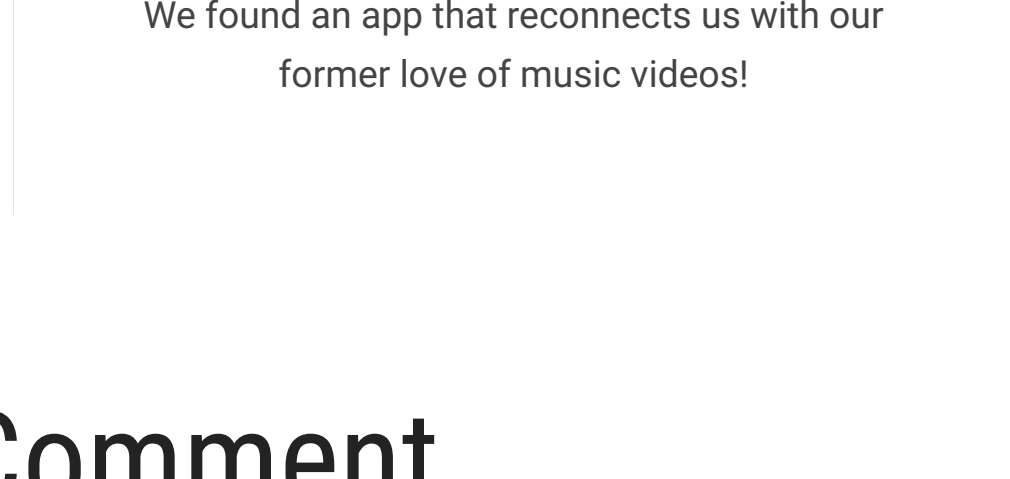 We found an app that reconnects us with our
former love of music videos!
Comment